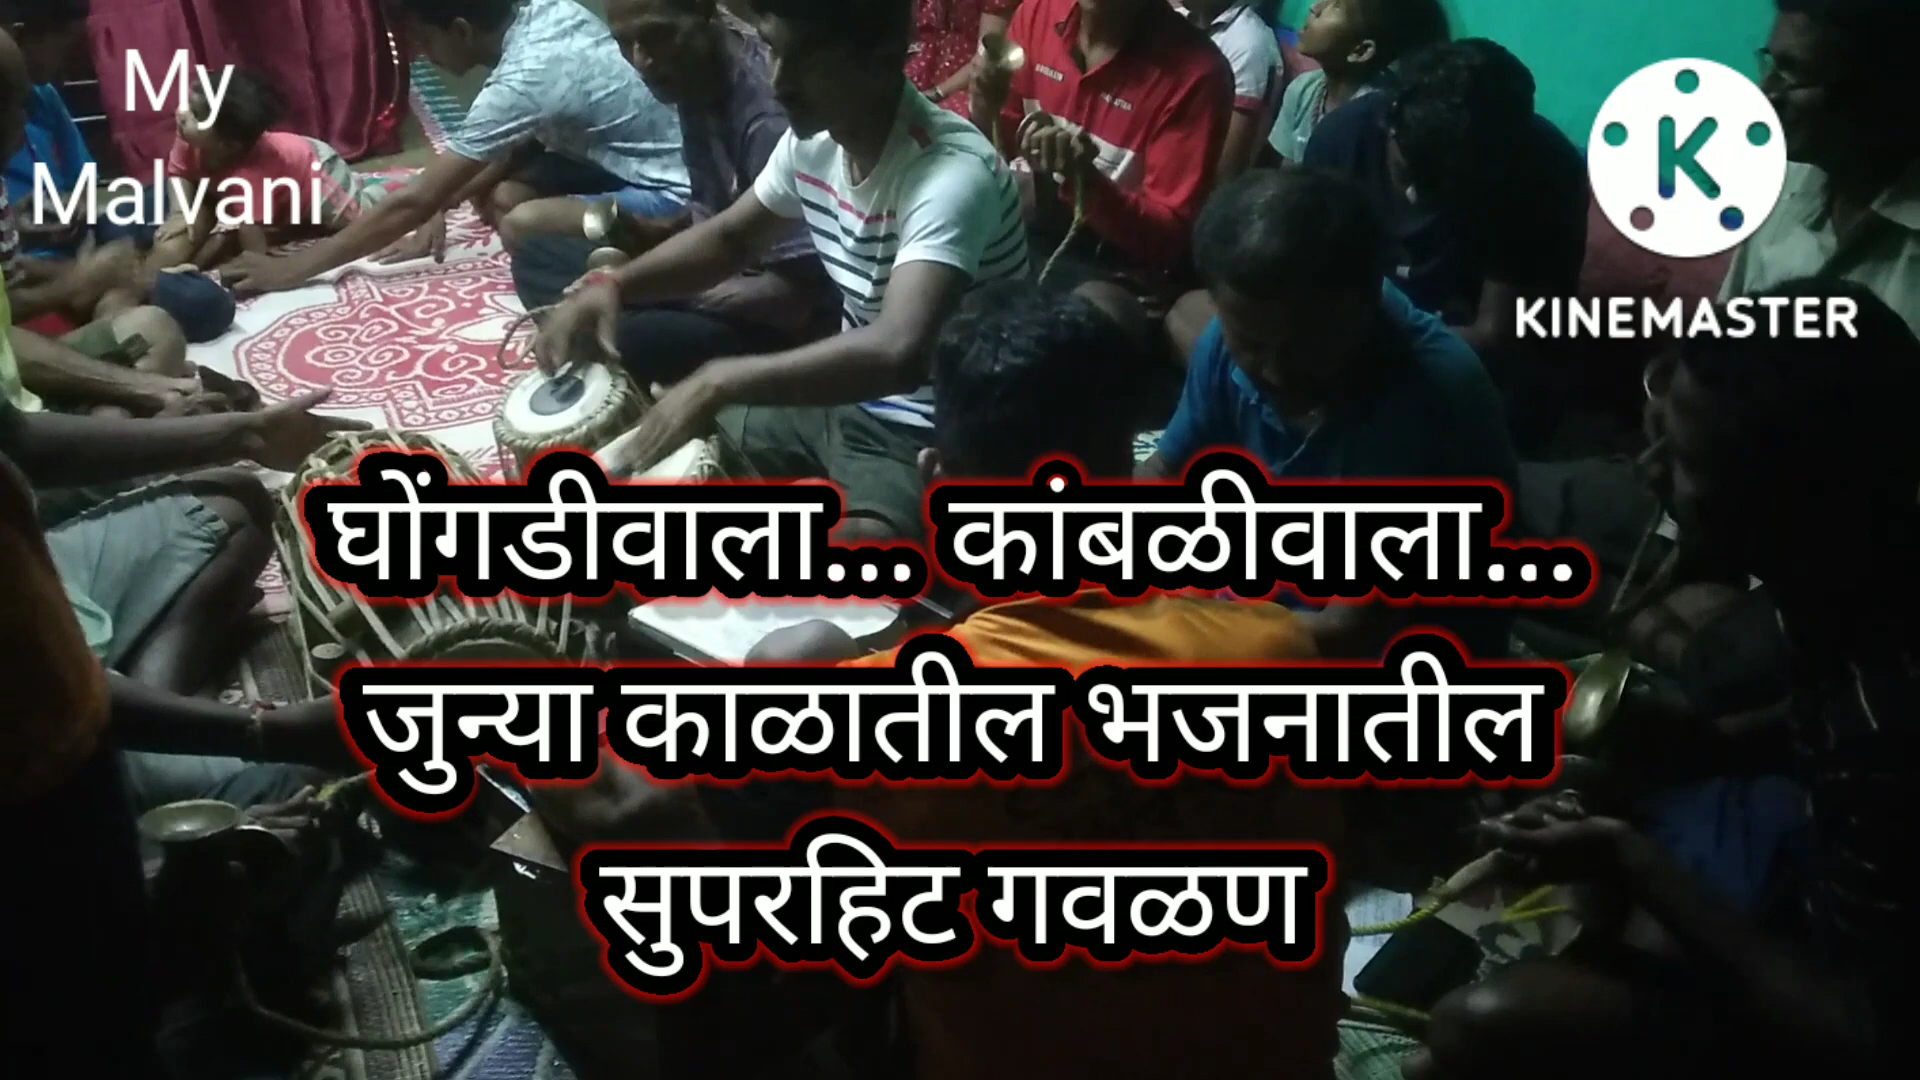 My
Malvani
KINEMASTER
घोंगडीवाला... कांबळीवाला...
जुन्या काळातील भजनातील
सुपरहिट गवळण